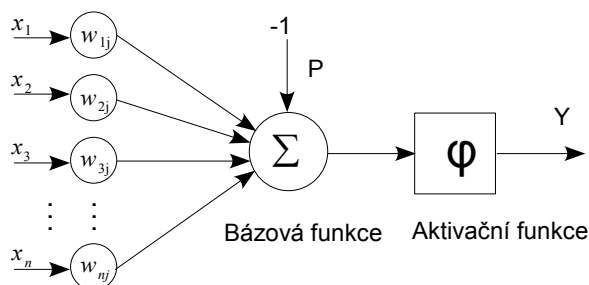 x₁ w₁ⱼ
-1
P
x₂ w₂ⱼ
x₃ w₃ⱼ
Σ φ Y
⋮ ⋮
xₙ wₙⱼ
Bázová funkce
Aktivační funkce